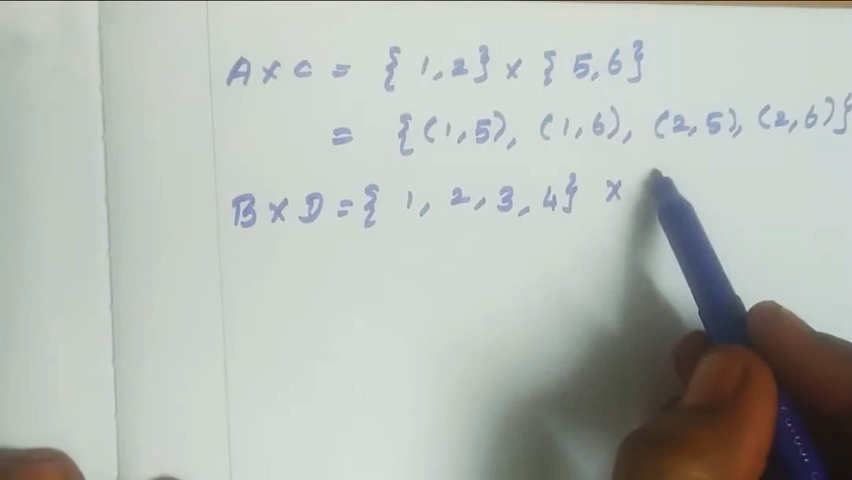 A × C = { 1, 2} × { 5, 6}
= {(1, 5), (1, 6), (2, 5), (2, 6)}
B × D = { 1, 2, 3, 4} ×